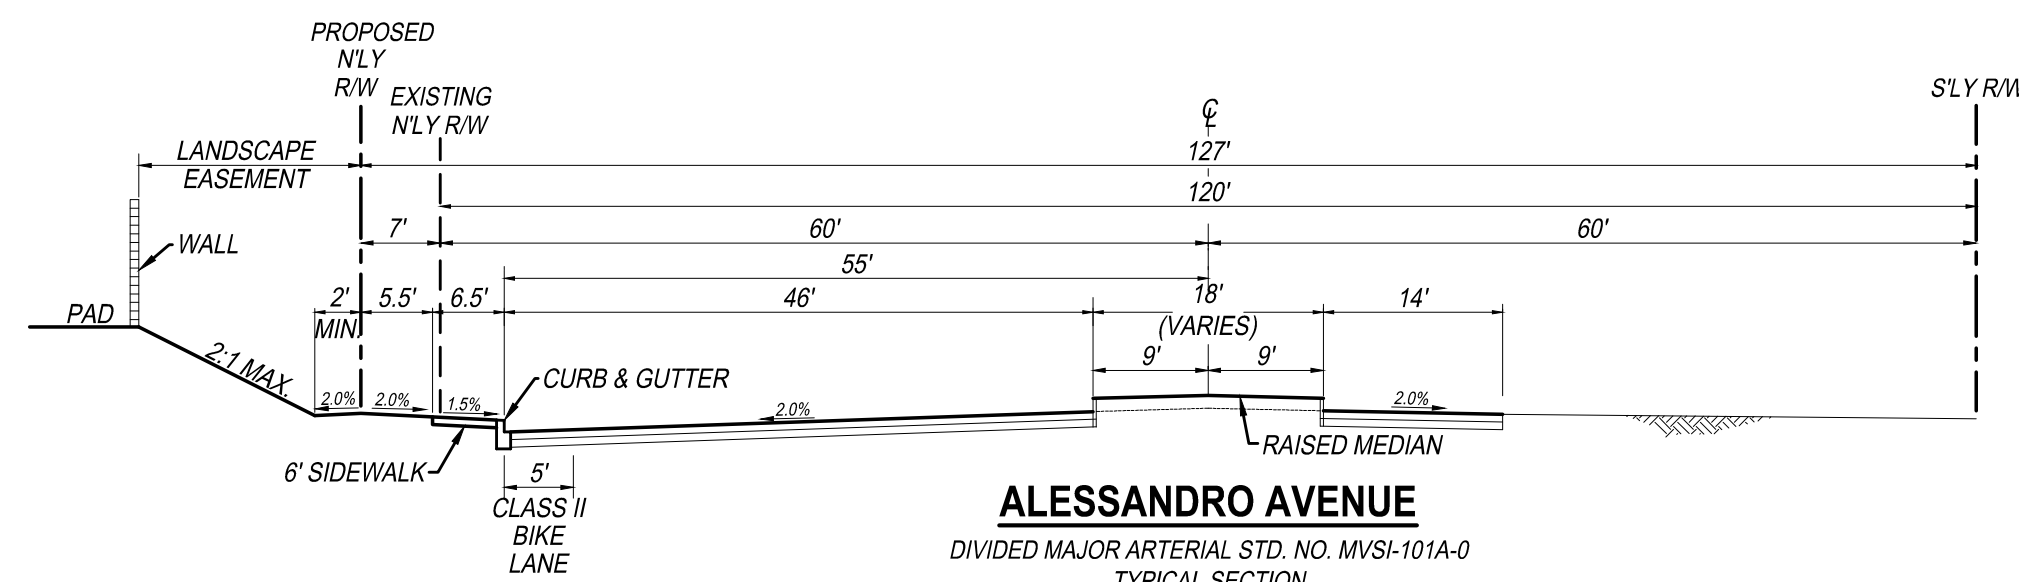 PROPOSED
N'LY
R/W
EXISTING
N'LY R/W
℄
S'LY R/W
LANDSCAPE
EASEMENT
127'
120'
7'
60'
60'
WALL
55'
2'
MIN.
5.5'
6.5'
46'
18'
(VARIES)
14'
PAD
9'
9'
2:1 MAX.
CURB & GUTTER
2.0%
2.0%
1.5%
2.0%
2.0%
RAISED MEDIAN
6' SIDEWALK
5'
CLASS II
BIKE
LANE
ALESSANDRO AVENUE
DIVIDED MAJOR ARTERIAL STD. NO. MVSI-101A-0
TYPICAL SECTION